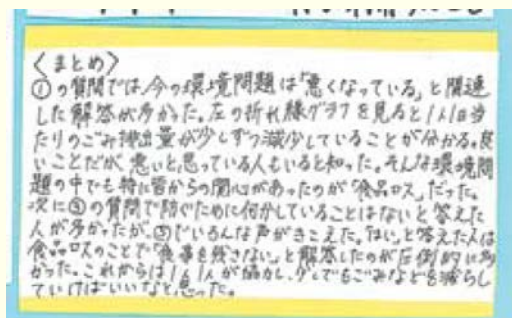 〈まとめ〉
①の質問では、今の環境問題は「悪くなっている」と関連
した解答が多かった。左の折れ線グラフを見ると1人1日当
たりのごみ排出量が少しずつ減少していることが分かる。良
いことだが、悪いと思っている人もいると知った。そんな環境問
題の中でも特に皆からの関心があったのが「食品ロス」だった。
次に④の質問で防ぐために何かしていることはないと答えた
人が多かったが、⑤でいろんな声がきこえた。「はい」と答えた人は
食品ロスのことで「食事を残さない」と解答したのが圧倒的に多
かった。これからは1人1人が協力し、少しでもごみなどを減らし
ていけばいいなと思った。